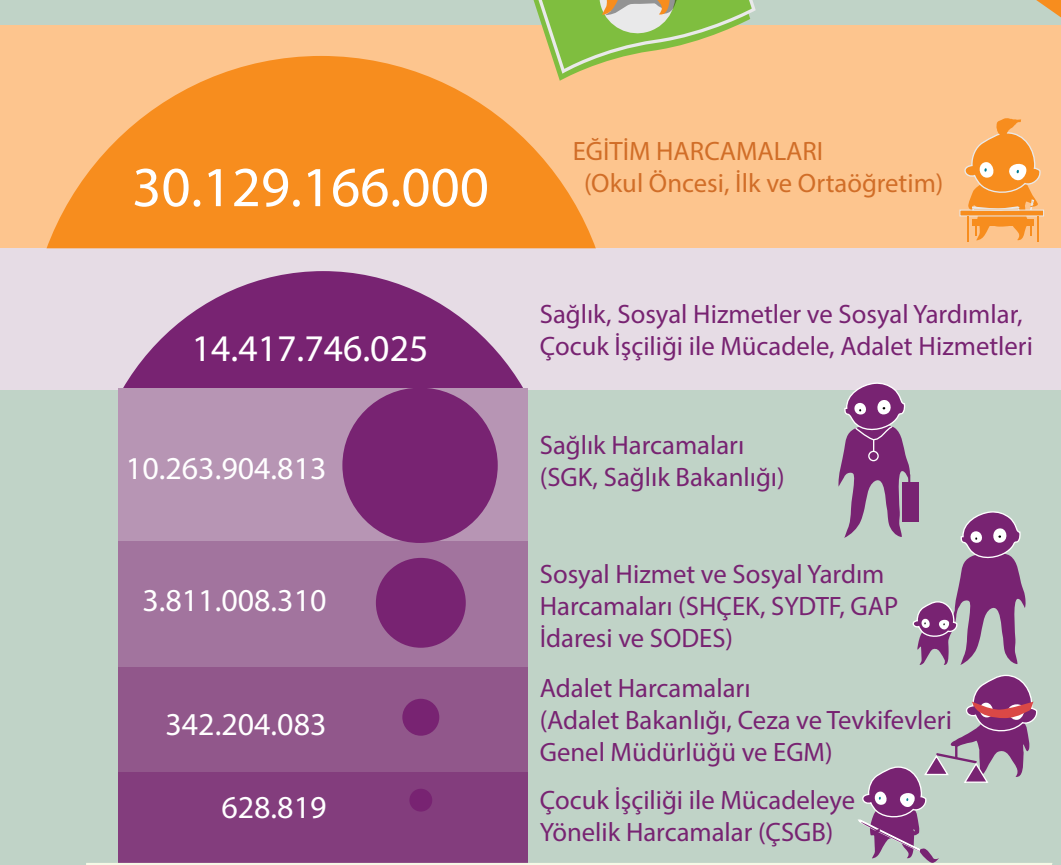 30.129.166.000
EĞİTİM HARCAMALARI
(Okul Öncesi, İlk ve Ortaöğretim)
14.417.746.025
Sağlık, Sosyal Hizmetler ve Sosyal Yardımlar,
Çocuk İşçiliği ile Mücadele, Adalet Hizmetleri
10.263.904.813
Sağlık Harcamaları
(SGK, Sağlık Bakanlığı)
3.811.008.310
Sosyal Hizmet ve Sosyal Yardım
Harcamaları (SHÇEK, SYDTF, GAP
İdaresi ve SODES)
342.204.083
Adalet Harcamaları
(Adalet Bakanlığı, Ceza ve Tevkifevleri
Genel Müdürlüğü ve EGM)
628.819
Çocuk İşçiliği ile Mücadeleye
Yönelik Harcamalar (ÇSGB)